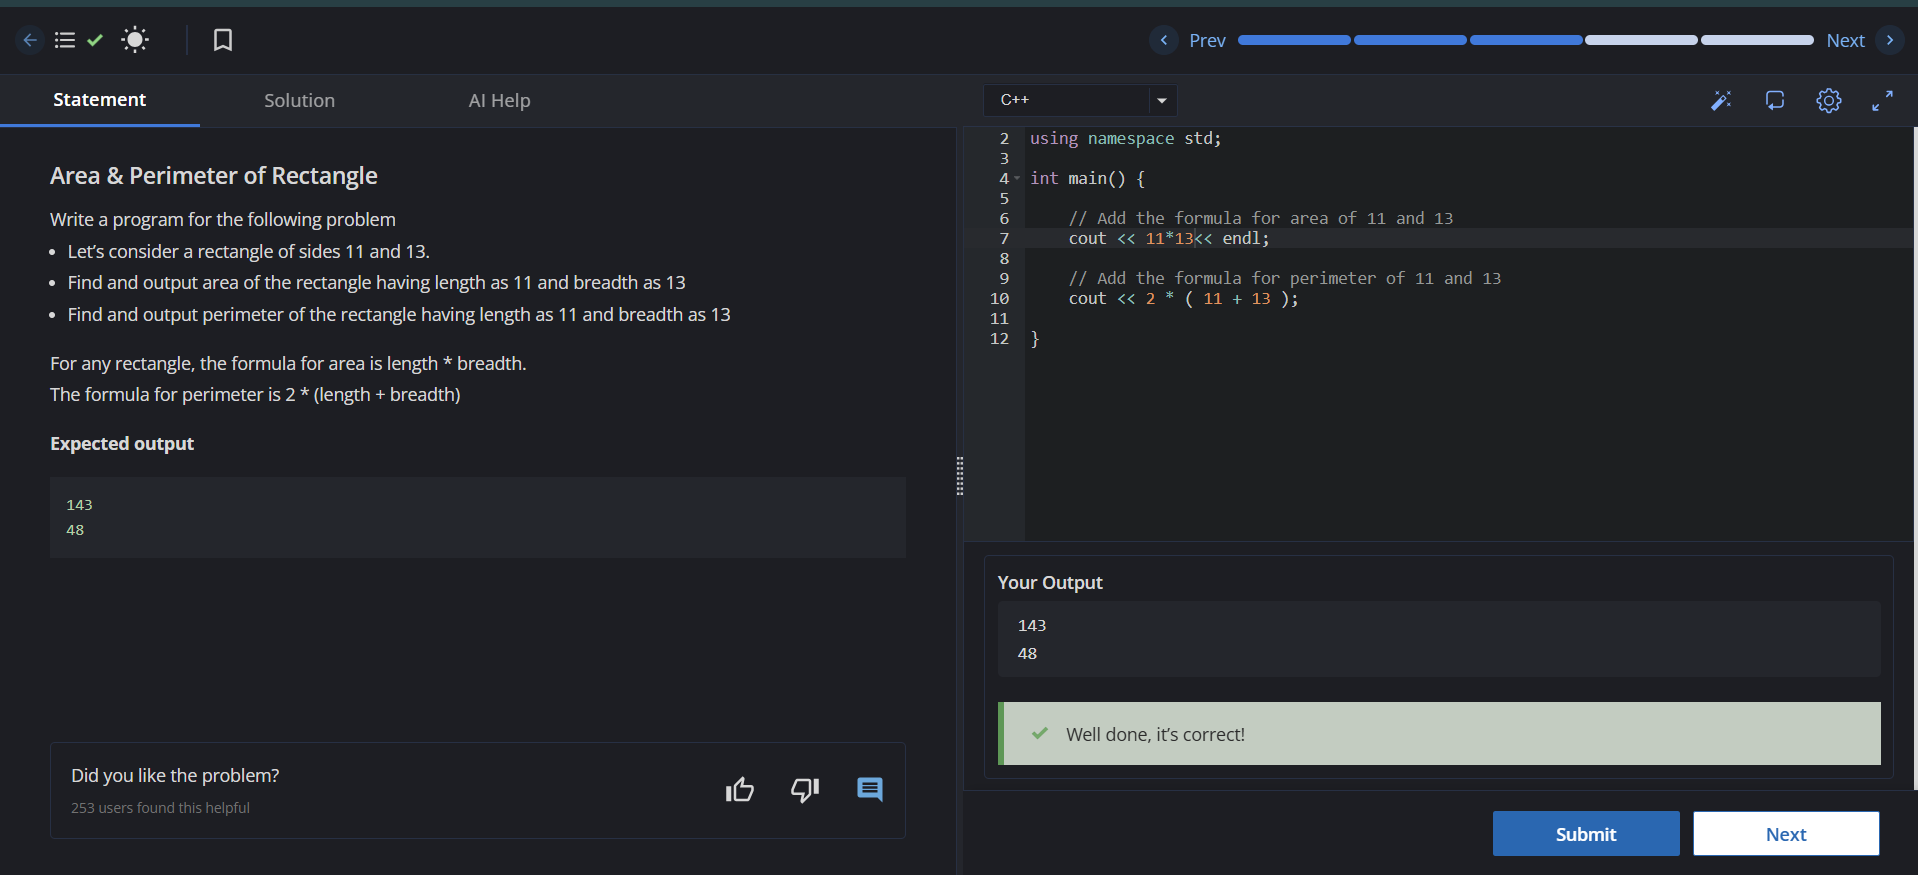 Prev
Next
Statement
Solution
AI Help
C++
Area & Perimeter of Rectangle
Write a program for the following problem
• Let's consider a rectangle of sides 11 and 13.
• Find and output area of the rectangle having length as 11 and breadth as 13
• Find and output perimeter of the rectangle having length as 11 and breadth as 13
For any rectangle, the formula for area is length * breadth.
The formula for perimeter is 2 * (length + breadth)
Expected output
143
48
Did you like the problem?
253 users found this helpful
2 using namespace std;
3
4 int main() {
5
6     // Add the formula for area of 11 and 13
7     cout << 11*13<< endl;
8
9     // Add the formula for perimeter of 11 and 13
10     cout << 2 * ( 11 + 13 );
11
12 }
Your Output
143
48
Well done, it's correct!
Submit
Next